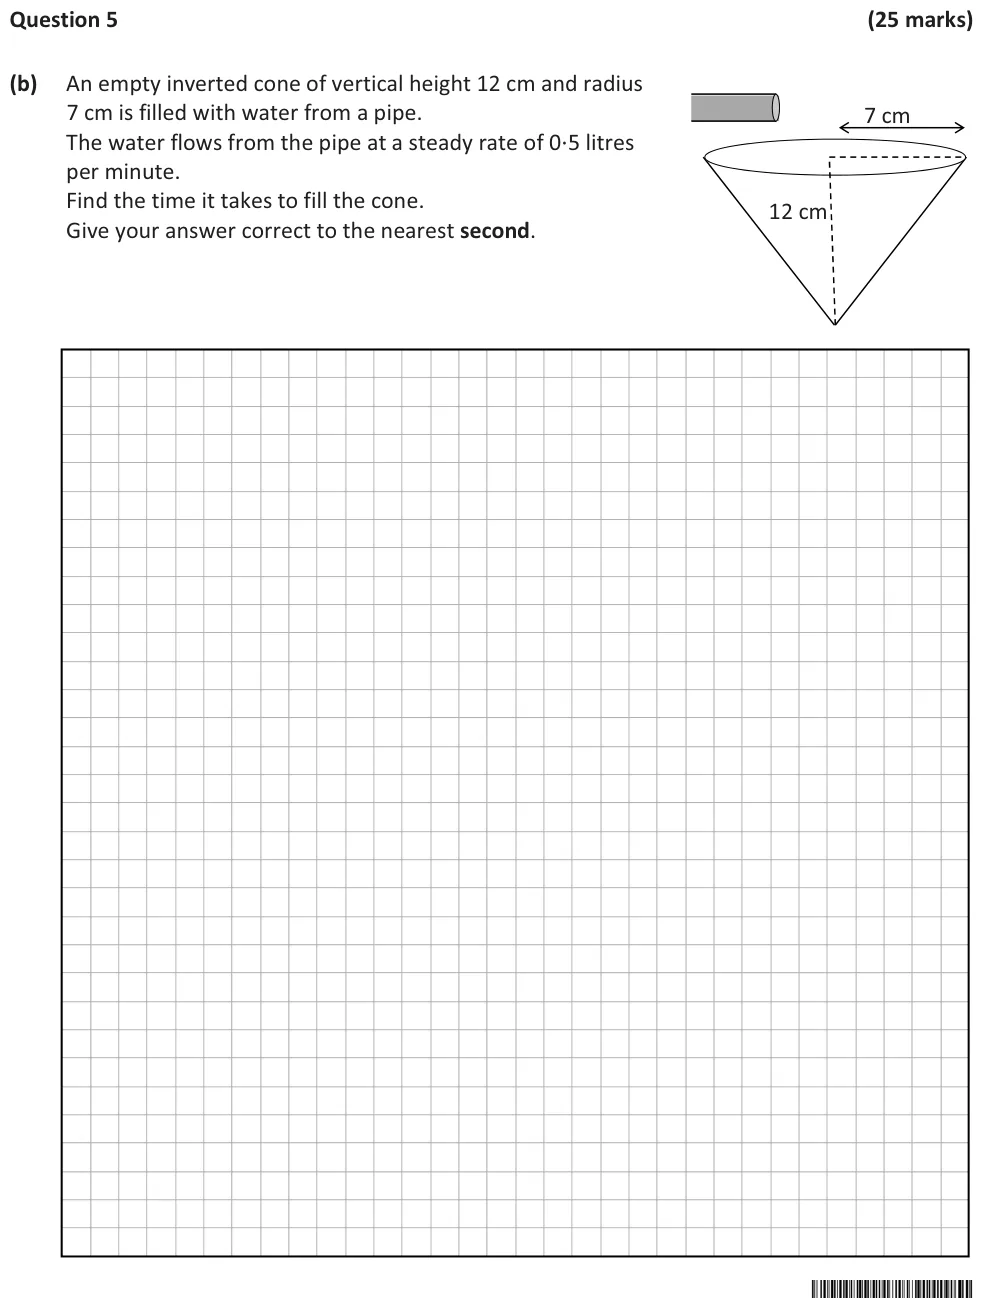 Question 5 (25 marks)
(b) An empty inverted cone of vertical height 12 cm and radius
7 cm is filled with water from a pipe.
The water flows from the pipe at a steady rate of 0·5 litres
per minute.
Find the time it takes to fill the cone.
Give your answer correct to the nearest second.
7 cm
12 cm